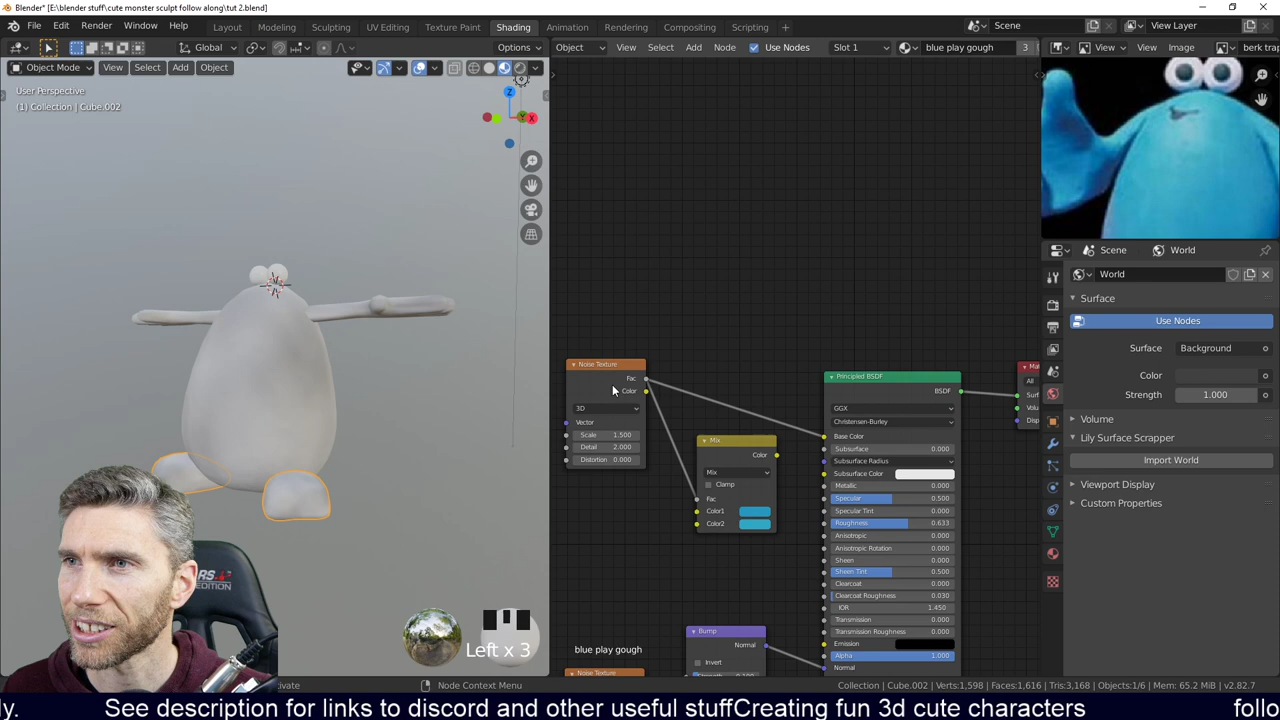 Blender* [E:\blender stuff\cute monster sculpt follow along\tut 2.blend]
File Edit Render Window Help Layout Modeling Sculpting UV Editing Texture Paint Shading Animation Rendering Compositing Scripting + Scene View Layer
Global Options Object View Select Add Node Use Nodes Slot 1 blue play gough 3 View View Image
Object Mode View Select Add Object
User Perspective
(1) Collection | Cube.002
Z
Y
X
Scene World
World
Surface
Use Nodes
Surface Background
Color
Strength 1.000
Volume
Lily Surface Scrapper
Import World
Viewport Display
Custom Properties
Noise Texture
Fac
Color
3D
Vector
Scale 1.500
Detail 2.000
Distortion 0.000
Mix
Color
Mix
Clamp
Fac
Color1
Color2
Principled BSDF
BSDF
GGX
Christensen-Burley
Base Color
Subsurface 0.000
Subsurface Radius
Subsurface Color
Metallic 0.000
Specular 0.500
Specular Tint 0.000
Roughness 0.633
Anisotropic 0.000
Anisotropic Rotation 0.000
Sheen 0.000
Sheen Tint 0.500
Clearcoat 0.000
Clearcoat Roughness 0.030
IOR 1.450
Transmission 0.000
Transmission Roughness 0.000
Emission
Alpha 1.000
Normal
All
Bump
Normal
Invert
Noise Texture
Left x 3
blue play gough
Node Context Menu
Collection | Cube.002 | Verts:1,598 | Faces:1,616 | Tris:3,168 | Objects:1/6 | Mem: 65.2 MiB | v2.82.7
See description for links to discord and other useful stuffCreating fun 3d cute characters